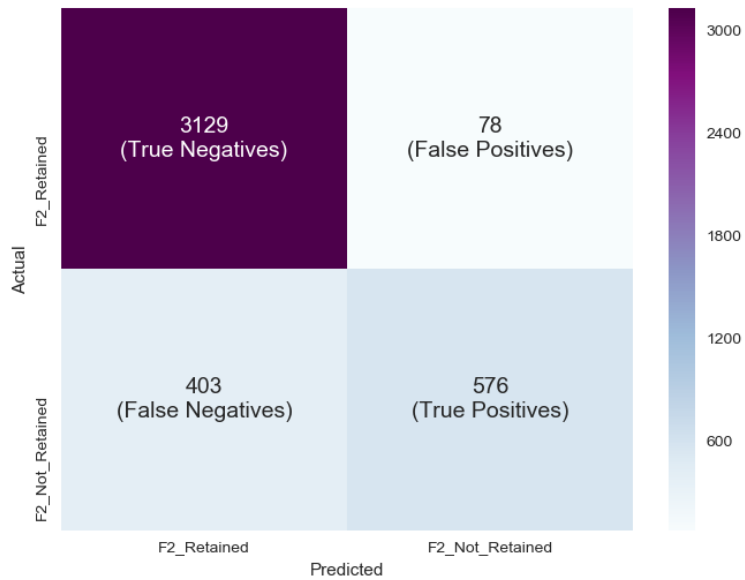 3129
(True Negatives)
78
(False Positives)
403
(False Negatives)
576
(True Positives)
F2_Retained
F2_Not_Retained
Actual
F2_Retained
F2_Not_Retained
Predicted
3000
2400
1800
1200
600